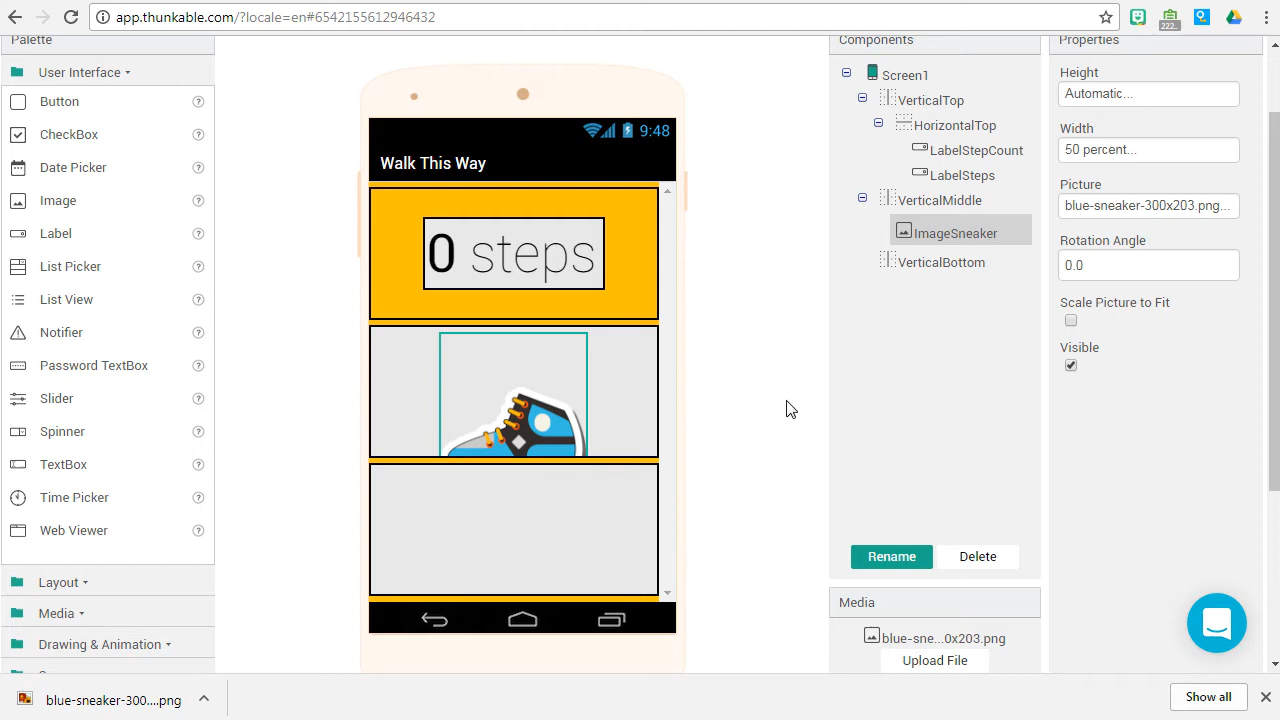 app.thunkable.com/?locale=en#6542155612946432
222...
Palette
User Interface
Button
CheckBox
Date Picker
Image
Label
List Picker
List View
Notifier
Password TextBox
Slider
Spinner
TextBox
Time Picker
Web Viewer
Layout
Media
Drawing & Animation
9:48
Walk This Way
0 steps
Components
Screen1
VerticalTop
HorizontalTop
LabelStepCount
LabelSteps
VerticalMiddle
ImageSneaker
VerticalBottom
Rename Delete
Media
blue-sne...0x203.png
Upload File
Properties
Height
Automatic...
Width
50 percent...
Picture
blue-sneaker-300x203.png...
Rotation Angle
0.0
Scale Picture to Fit
Visible
blue-sneaker-300....png
Show all